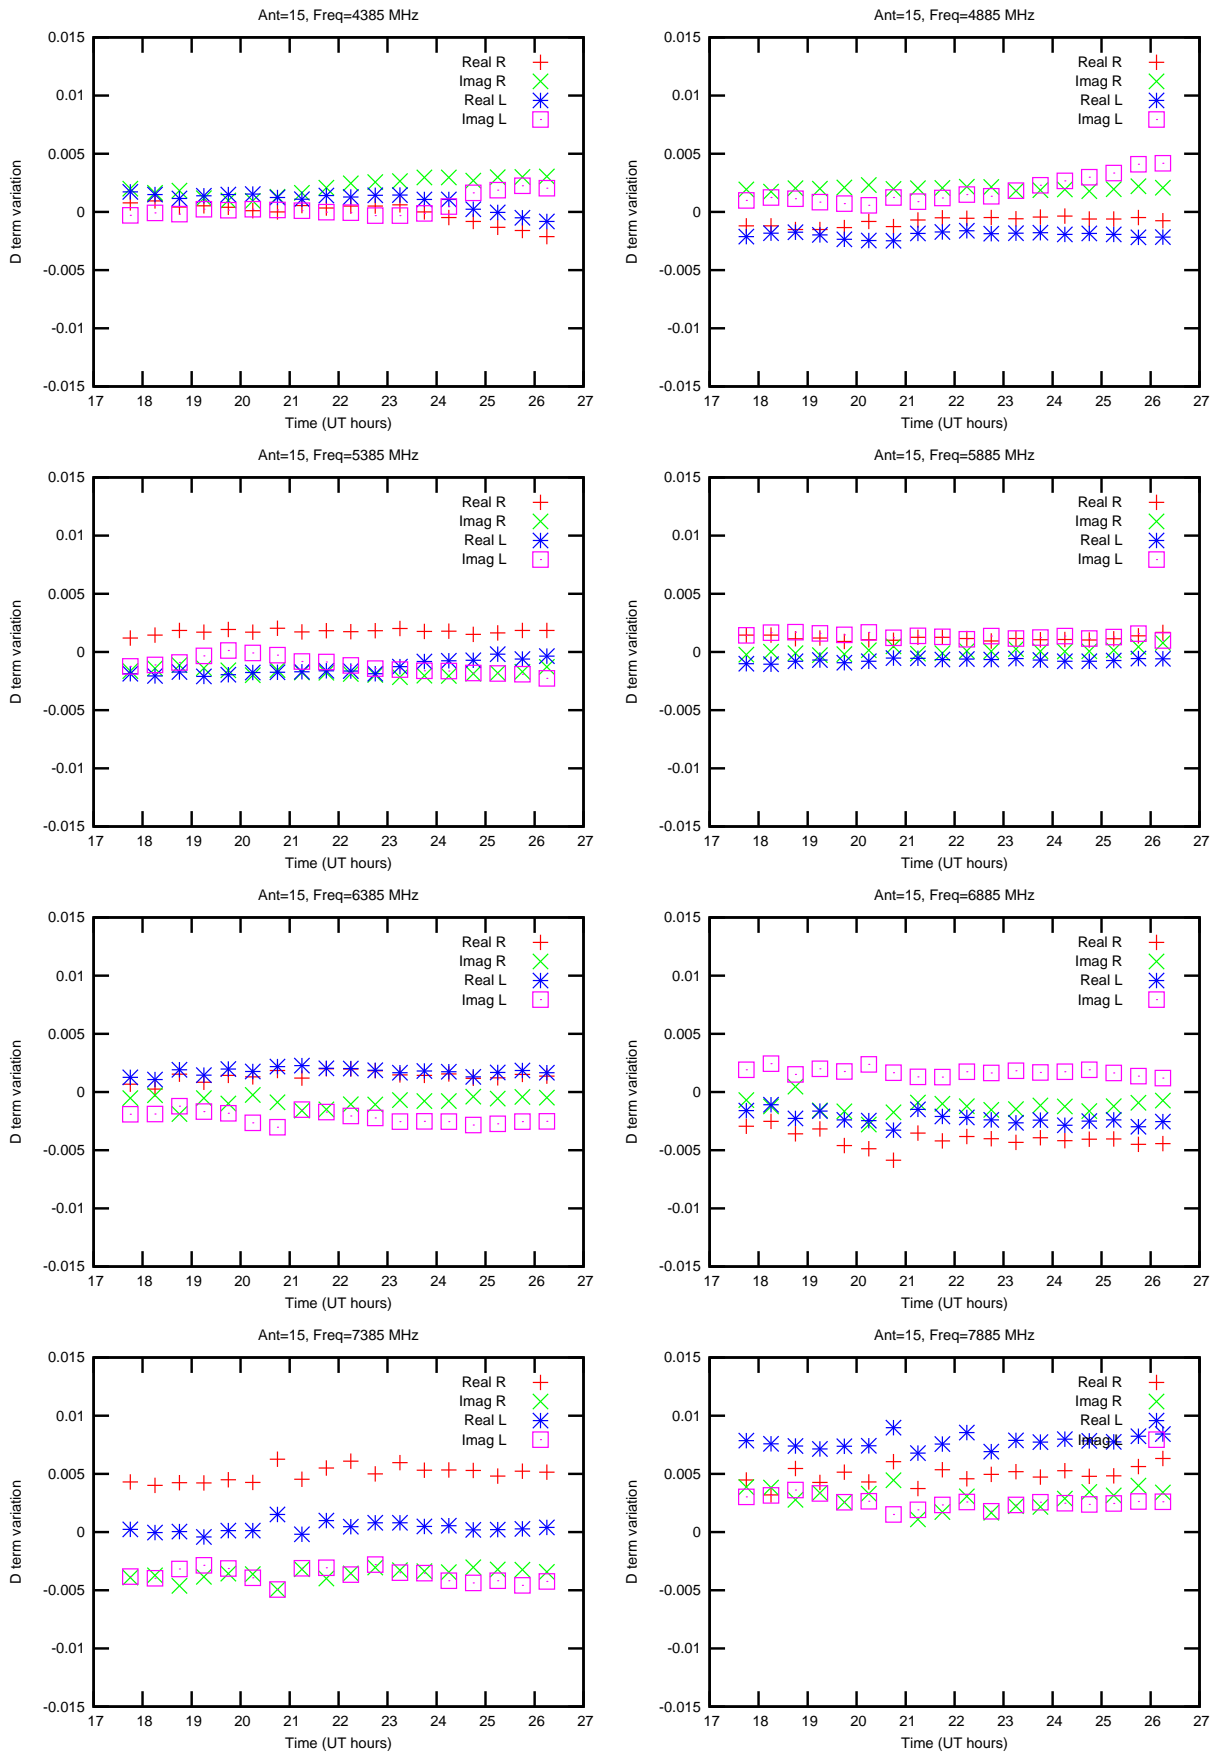 Ant=15, Freq=4385 MHz
0.015
0.01
0.005
0
-0.005
-0.01
-0.015
D term variation
Real R
Imag R
Real L
Imag L
17 18 19 20 21 22 23 24 25 26 27
Time (UT hours)
Ant=15, Freq=4885 MHz
0.015
0.01
0.005
0
-0.005
-0.01
-0.015
D term variation
Real R
Imag R
Real L
Imag L
17 18 19 20 21 22 23 24 25 26 27
Time (UT hours)
Ant=15, Freq=5385 MHz
0.015
0.01
0.005
0
-0.005
-0.01
-0.015
D term variation
Real R
Imag R
Real L
Imag L
17 18 19 20 21 22 23 24 25 26 27
Time (UT hours)
Ant=15, Freq=5885 MHz
0.015
0.01
0.005
0
-0.005
-0.01
-0.015
D term variation
Real R
Imag R
Real L
Imag L
17 18 19 20 21 22 23 24 25 26 27
Time (UT hours)
Ant=15, Freq=6385 MHz
0.015
0.01
0.005
0
-0.005
-0.01
-0.015
D term variation
Real R
Imag R
Real L
Imag L
17 18 19 20 21 22 23 24 25 26 27
Time (UT hours)
Ant=15, Freq=6885 MHz
0.015
0.01
0.005
0
-0.005
-0.01
-0.015
D term variation
Real R
Imag R
Real L
Imag L
17 18 19 20 21 22 23 24 25 26 27
Time (UT hours)
Ant=15, Freq=7385 MHz
0.015
0.01
0.005
0
-0.005
-0.01
-0.015
D term variation
Real R
Imag R
Real L
Imag L
17 18 19 20 21 22 23 24 25 26 27
Time (UT hours)
Ant=15, Freq=7885 MHz
0.015
0.01
0.005
0
-0.005
-0.01
-0.015
D term variation
Real R
Imag R
Real L
Imag L
17 18 19 20 21 22 23 24 25 26 27
Time (UT hours)